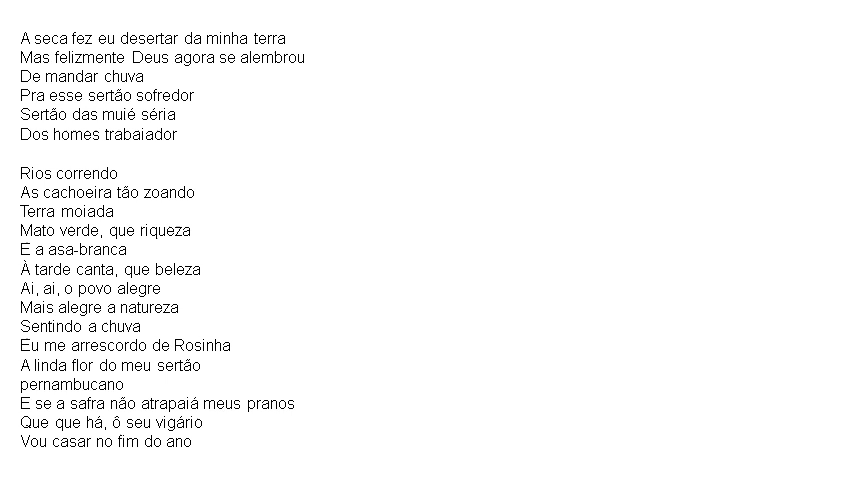 A seca fez eu desertar da minha terra
Mas felizmente Deus agora se alembrou
De mandar chuva
Pra esse sertão sofredor
Sertão das muié séria
Dos homes trabaiador

Rios correndo
As cachoeira tão zoando
Terra moiada
Mato verde, que riqueza
E a asa-branca
À tarde canta, que beleza
Ai, ai, o povo alegre
Mais alegre a natureza
Sentindo a chuva
Eu me arrescordo de Rosinha
A linda flor do meu sertão
pernambucano
E se a safra não atrapaiá meus pranos
Que que há, ô seu vigário
Vou casar no fim do ano